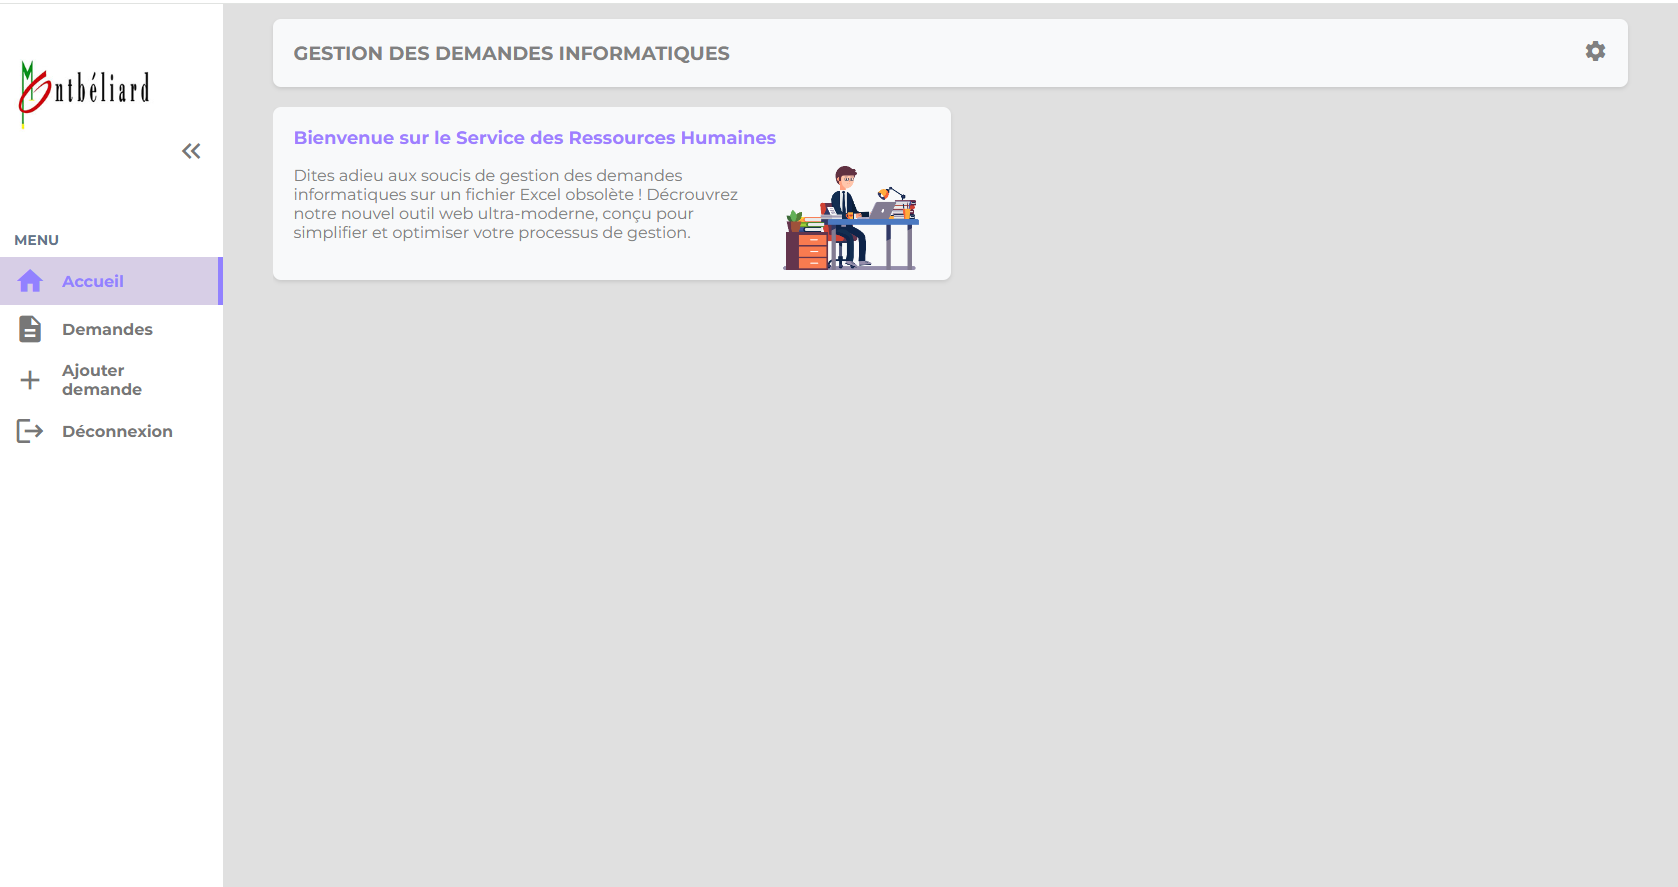 Montbéliard
MENU
Accueil
Demandes
Ajouter
demande
Déconnexion
GESTION DES DEMANDES INFORMATIQUES
Bienvenue sur le Service des Ressources Humaines
Dites adieu aux soucis de gestion des demandes
informatiques sur un fichier Excel obsolète ! Décrouvrez
notre nouvel outil web ultra-moderne, conçu pour
simplifier et optimiser votre processus de gestion.